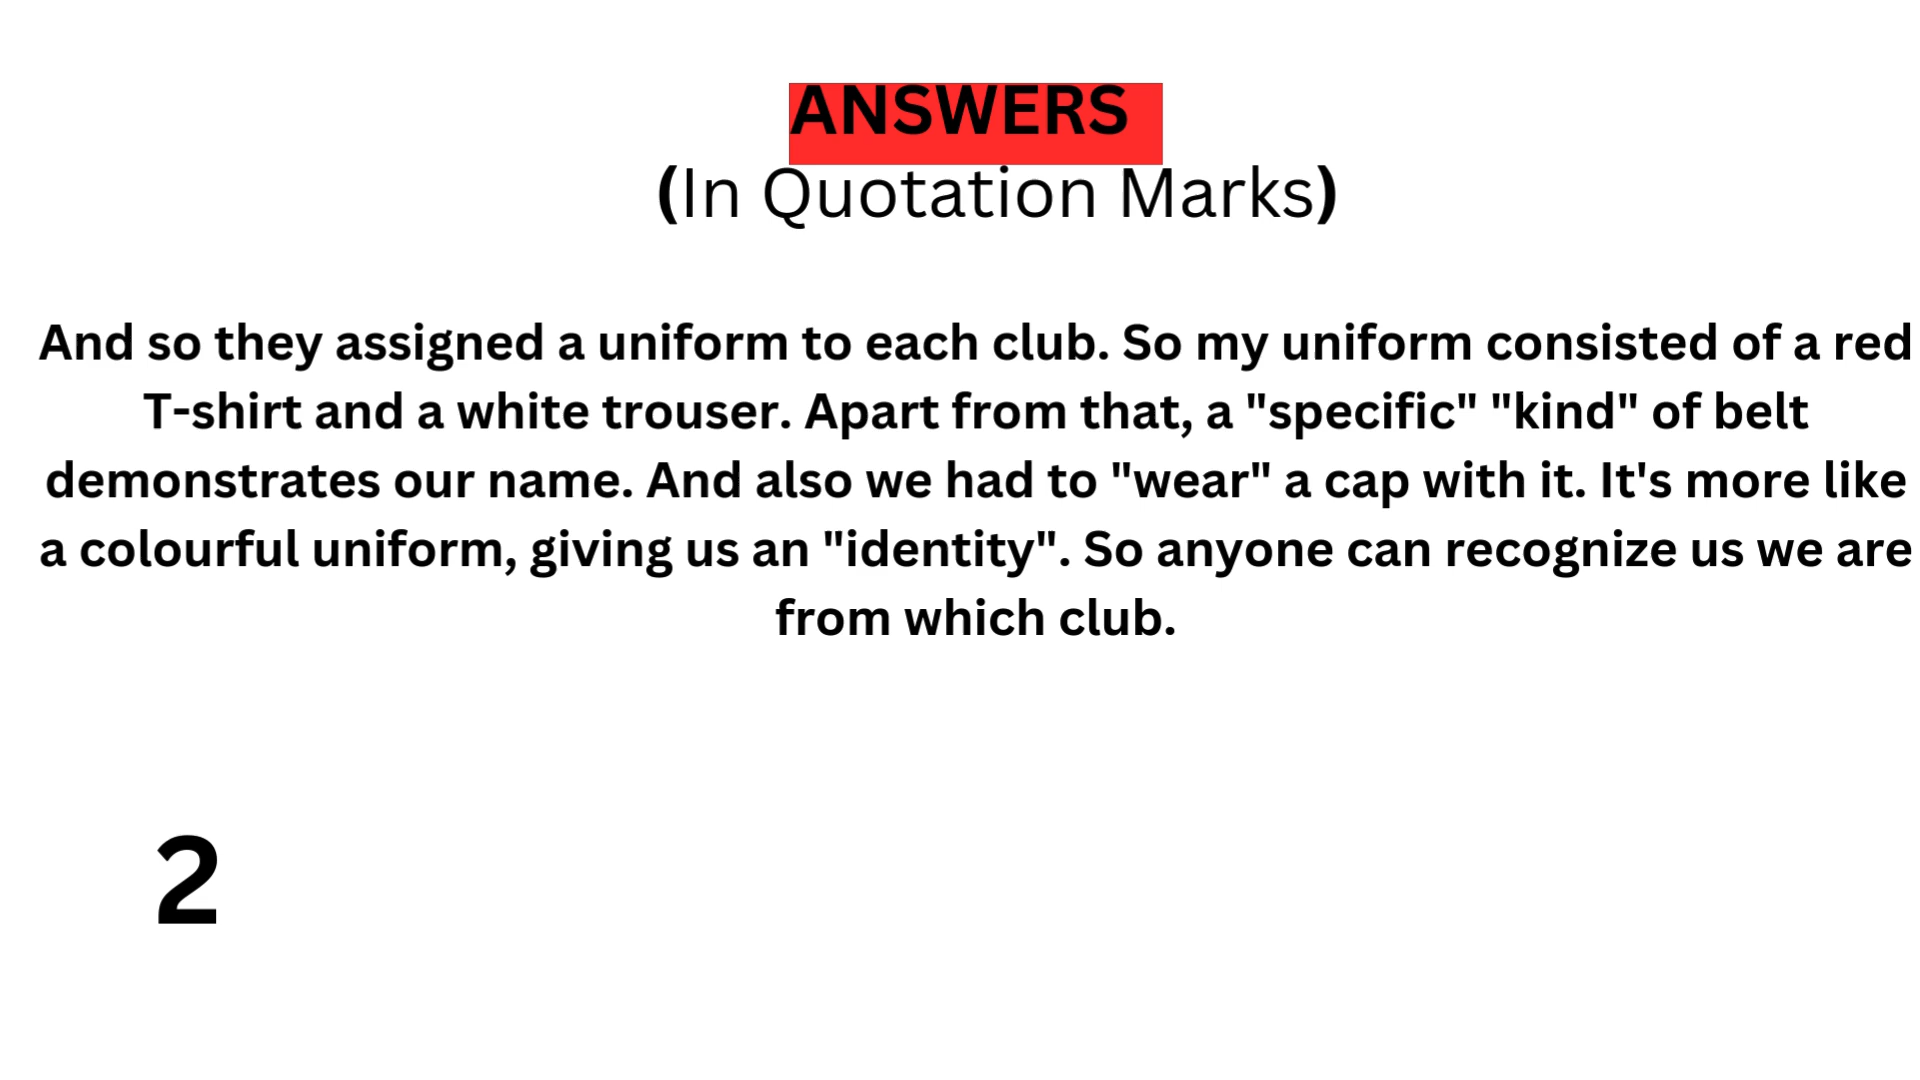 ANSWERS
(In Quotation Marks)
And so they assigned a uniform to each club. So my uniform consisted of a red
T-shirt and a white trouser. Apart from that, a "specific" "kind" of belt
demonstrates our name. And also we had to "wear" a cap with it. It's more like
a colourful uniform, giving us an "identity". So anyone can recognize us we are
from which club.
2